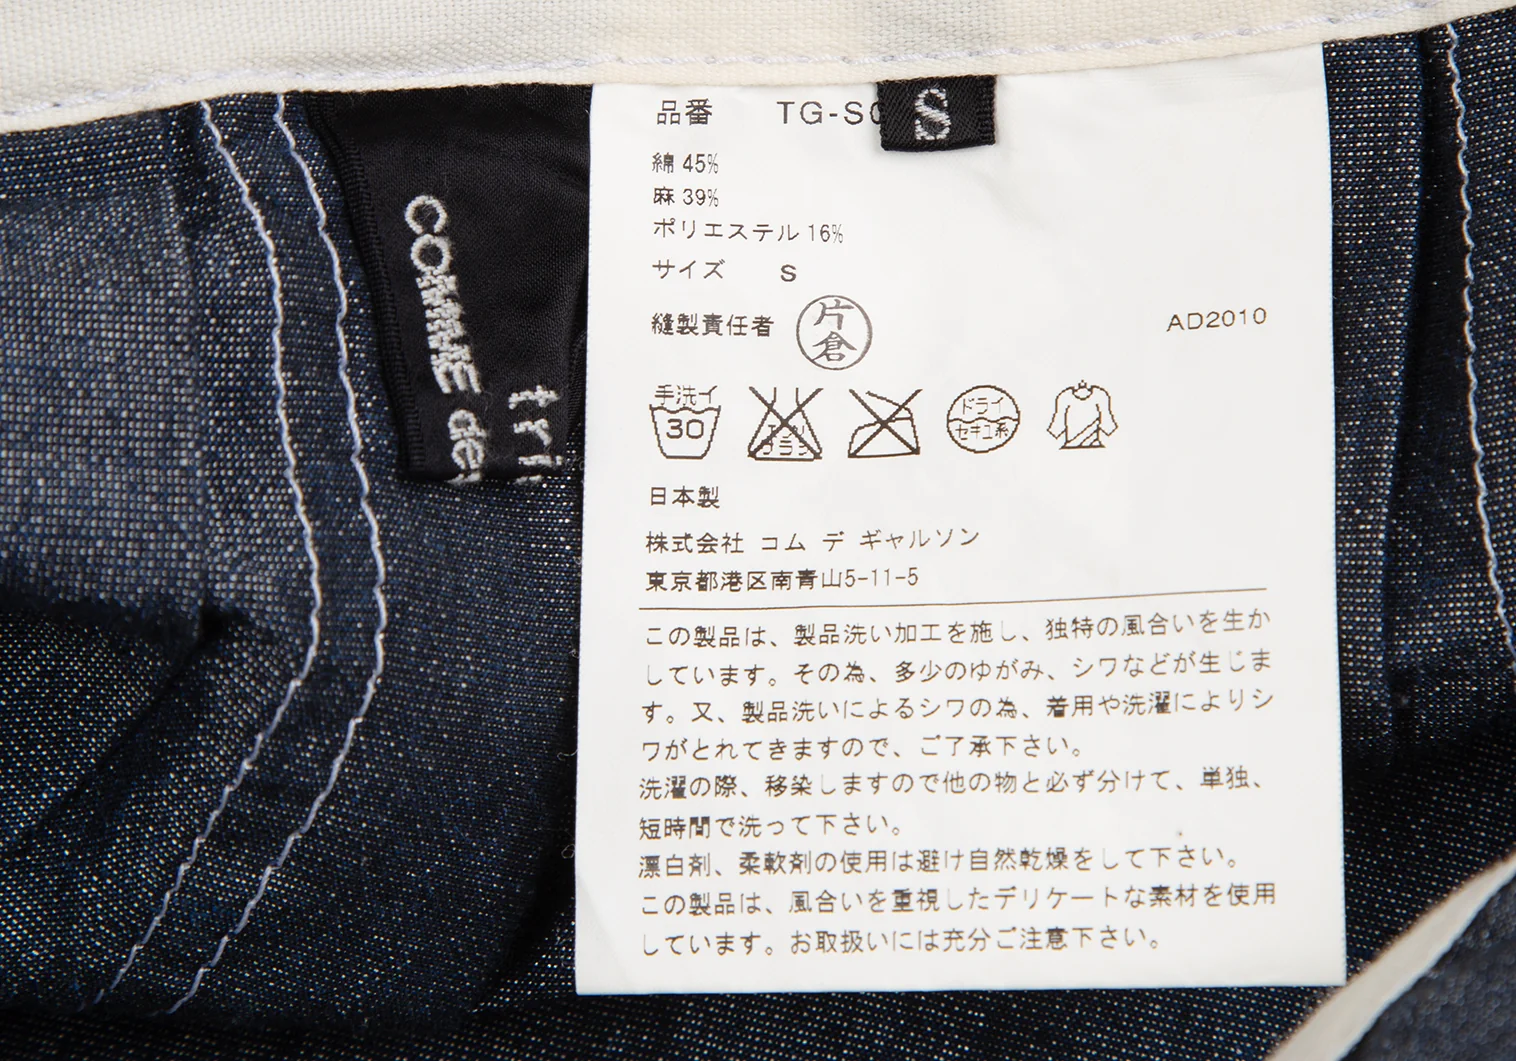 COMME des
tri
S
品番 TG-S0
綿 45%
麻 39%
ポリエステル 16%
サイズ S
縫製責任者 片倉
AD2010
手洗イ
30
エンソ
サラシ
ドライ
セキユ系
日本製
株式会社 コム デ ギャルソン
東京都港区南青山5-11-5
この製品は、製品洗い加工を施し、独特の風合いを生か
しています。その為、多少のゆがみ、シワなどが生じま
す。又、製品洗いによるシワの為、着用や洗濯によりシ
ワがとれてきますので、ご了承下さい。
洗濯の際、移染しますので他の物と必ず分けて、単独、
短時間で洗って下さい。
漂白剤、柔軟剤の使用は避け自然乾燥をして下さい。
この製品は、風合いを重視したデリケートな素材を使用
しています。お取扱いには充分ご注意下さい。